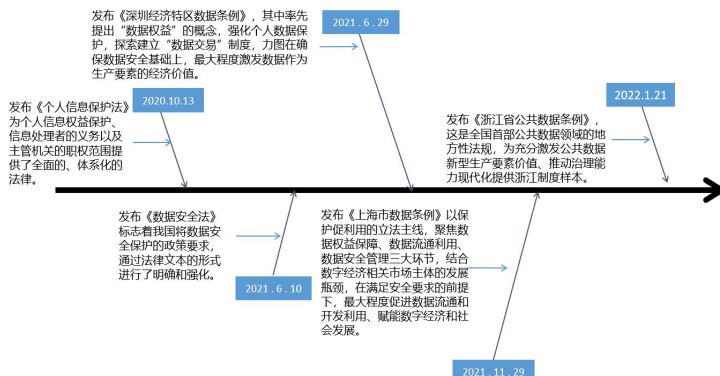 发布《深圳经济特区数据条例》，其中率先
提出“数据权益”的概念，强化个人数据保
护，探索建立“数据交易”制度，力图在确
保数据安全基础上，最大程度激发数据作为
生产要素的经济价值。
2021.6.29
发布《个人信息保护法》
为个人信息权益保护、
信息处理者的义务以及
主管机关的职权范围提
供了全面的、体系化的
法律。
2020.10.13
2022.1.21
发布《浙江省公共数据条例》，
这是全国首部公共数据领域的地
方性法规，为充分激发公共数据
新型生产要素价值、推动治理能
力现代化提供浙江制度样本。
发布《数据安全法》
标志着我国将数据安
全保护的政策要求，
通过法律文本的形式
进行了明确和强化。
2021.6.10
发布《上海市数据条例》以保
护促利用的立法主线，聚焦数
据权益保障、数据流通利用、
数据安全管理三大环节，结合
数字经济相关市场主体的发展
瓶颈，在满足安全要求的前提
下，最大程度促进数据流通和
开发利用、赋能数字经济和社
会发展。
2021.11.29